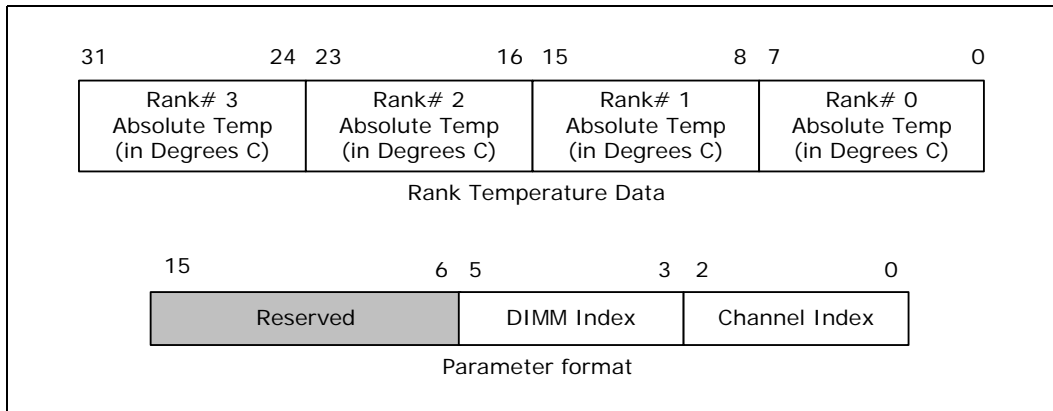 31 24 23 16 15 8 7 0
Rank# 3 Rank# 2 Rank# 1 Rank# 0
Absolute Temp Absolute Temp Absolute Temp Absolute Temp
(in Degrees C) (in Degrees C) (in Degrees C) (in Degrees C)
Rank Temperature Data
15 6 5 3 2 0
Reserved DIMM Index Channel Index
Parameter format